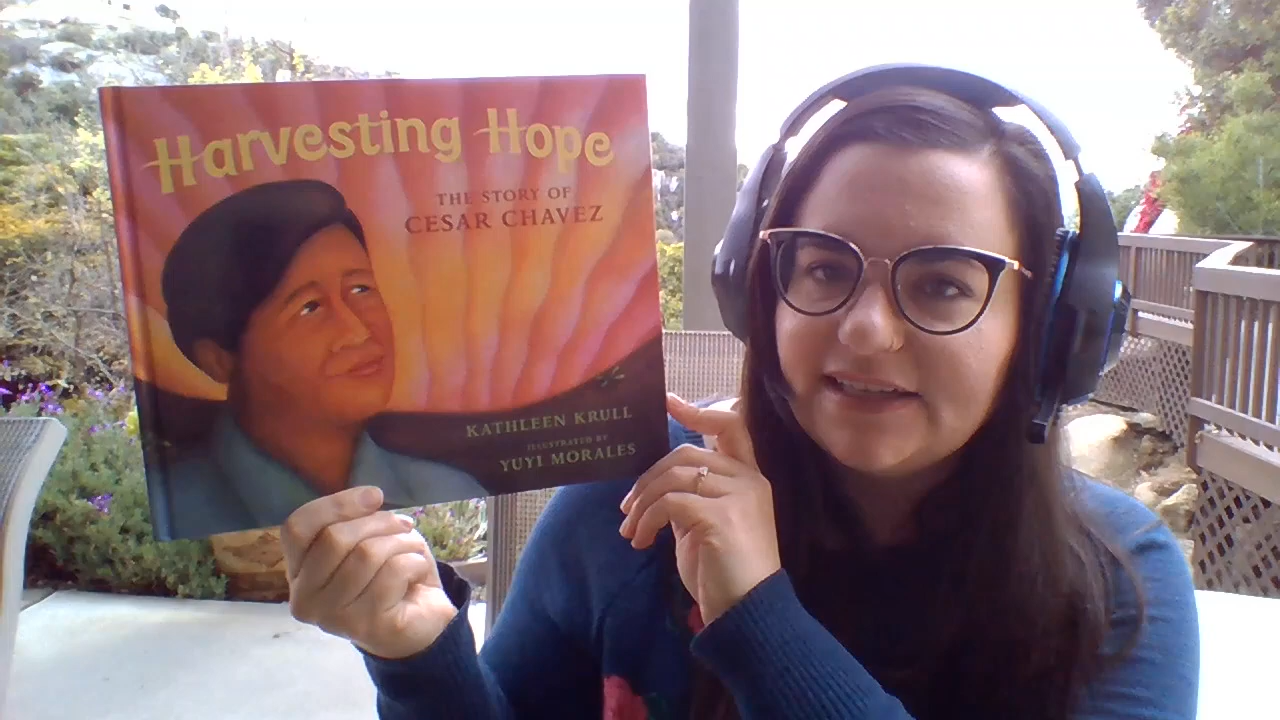 Harvesting Hope
THE STORY OF
CESAR CHAVEZ
KATHLEEN KRULL
ILLUSTRATED BY
YUYI MORALES